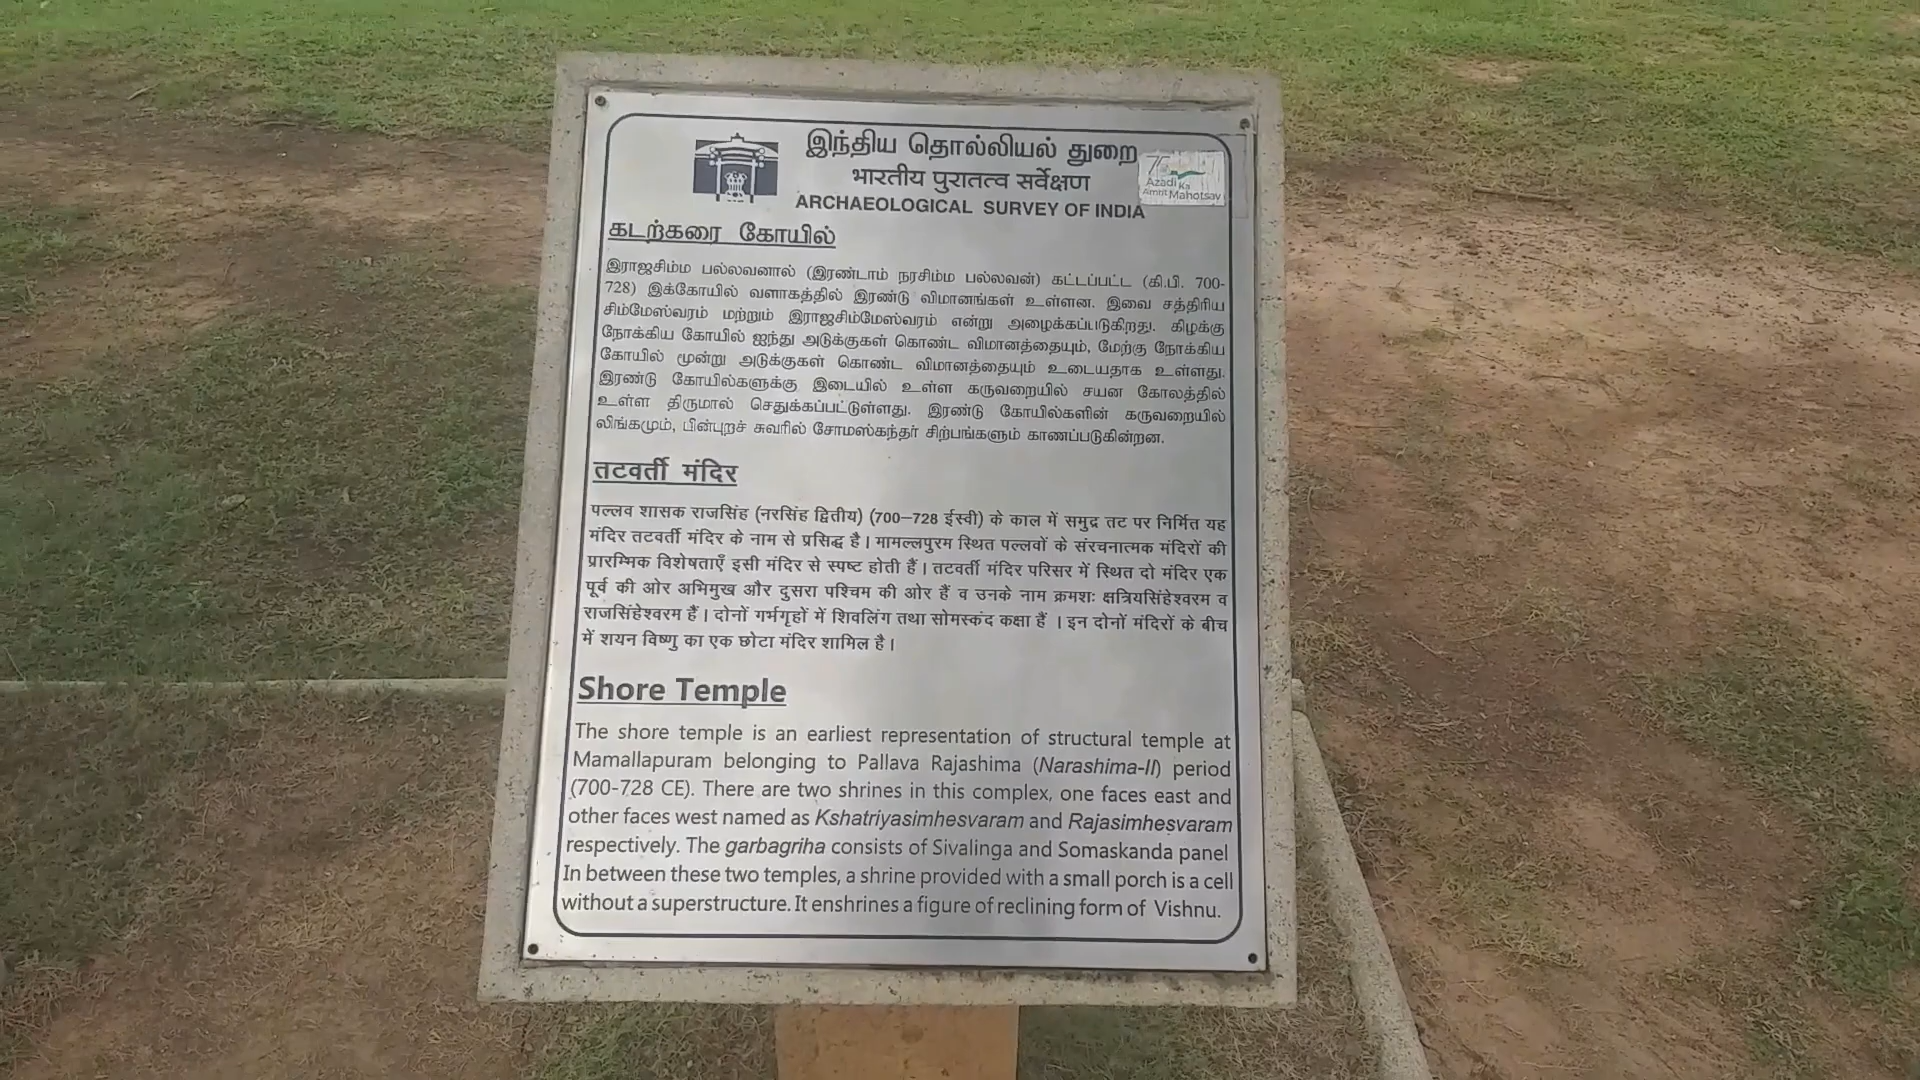 இந்திய தொல்லியல் துறை
भारतीय पुरातत्व सर्वेक्षण
ARCHAEOLOGICAL SURVEY OF INDIA
75
Azadi Ka
Amrit Mahotsav
கடற்கரை கோயில்
இராஜசிம்ம பல்லவனால் (இரண்டாம் நரசிம்ம பல்லவன்) கட்டப்பட்ட (கி.பி. 700-
728) இக்கோயில் வளாகத்தில் இரண்டு விமானங்கள் உள்ளன. இவை சத்திரிய
சிம்மேஸ்வரம் மற்றும் இராஜசிம்மேஸ்வரம் என்று அழைக்கப்படுகிறது. கிழக்கு
நோக்கிய கோயில் ஐந்து அடுக்குகள் கொண்ட விமானத்தையும், மேற்கு நோக்கிய
கோயில் மூன்று அடுக்குகள் கொண்ட விமானத்தையும் உடையதாக உள்ளது.
இரண்டு கோயில்களுக்கு இடையில் உள்ள கருவறையில் சயன கோலத்தில்
உள்ள திருமால் செதுக்கப்பட்டுள்ளது. இரண்டு கோயில்களின் கருவறையில்
லிங்கமும், பின்புறச் சுவரில் சோமஸ்கந்தர் சிற்பங்களும் காணப்படுகின்றன.
तटवर्ती मंदिर
पल्लव शासक राजसिंह (नरसिंह द्वितीय) (700–728 ईस्वी) के काल में समुद्र तट पर निर्मित यह
मंदिर तटवर्ती मंदिर के नाम से प्रसिद्ध है। मामल्लपुरम स्थित पल्लवों के संरचनात्मक मंदिरों की
प्रारम्भिक विशेषताएँ इसी मंदिर से स्पष्ट होती हैं। तटवर्ती मंदिर परिसर में स्थित दो मंदिर एक
पूर्व की ओर अभिमुख और दुसरा पश्चिम की ओर हैं व उनके नाम क्रमशः क्षत्रियसिंहेश्वरम व
राजसिंहेश्वरम हैं। दोनों गर्भगृहों में शिवलिंग तथा सोमस्कंद कक्षा हैं । इन दोनों मंदिरों के बीच
में शयन विष्णु का एक छोटा मंदिर शामिल है।
Shore Temple
The shore temple is an earliest representation of structural temple at
Mamallapuram belonging to Pallava Rajashima (Narashima-II) period
(700-728 CE). There are two shrines in this complex, one faces east and
other faces west named as Kshatriyasimhesvaram and Rajasimhesvaram
respectively. The garbagriha consists of Sivalinga and Somaskanda panel
In between these two temples, a shrine provided with a small porch is a cell
without a superstructure. It enshrines a figure of reclining form of Vishnu.